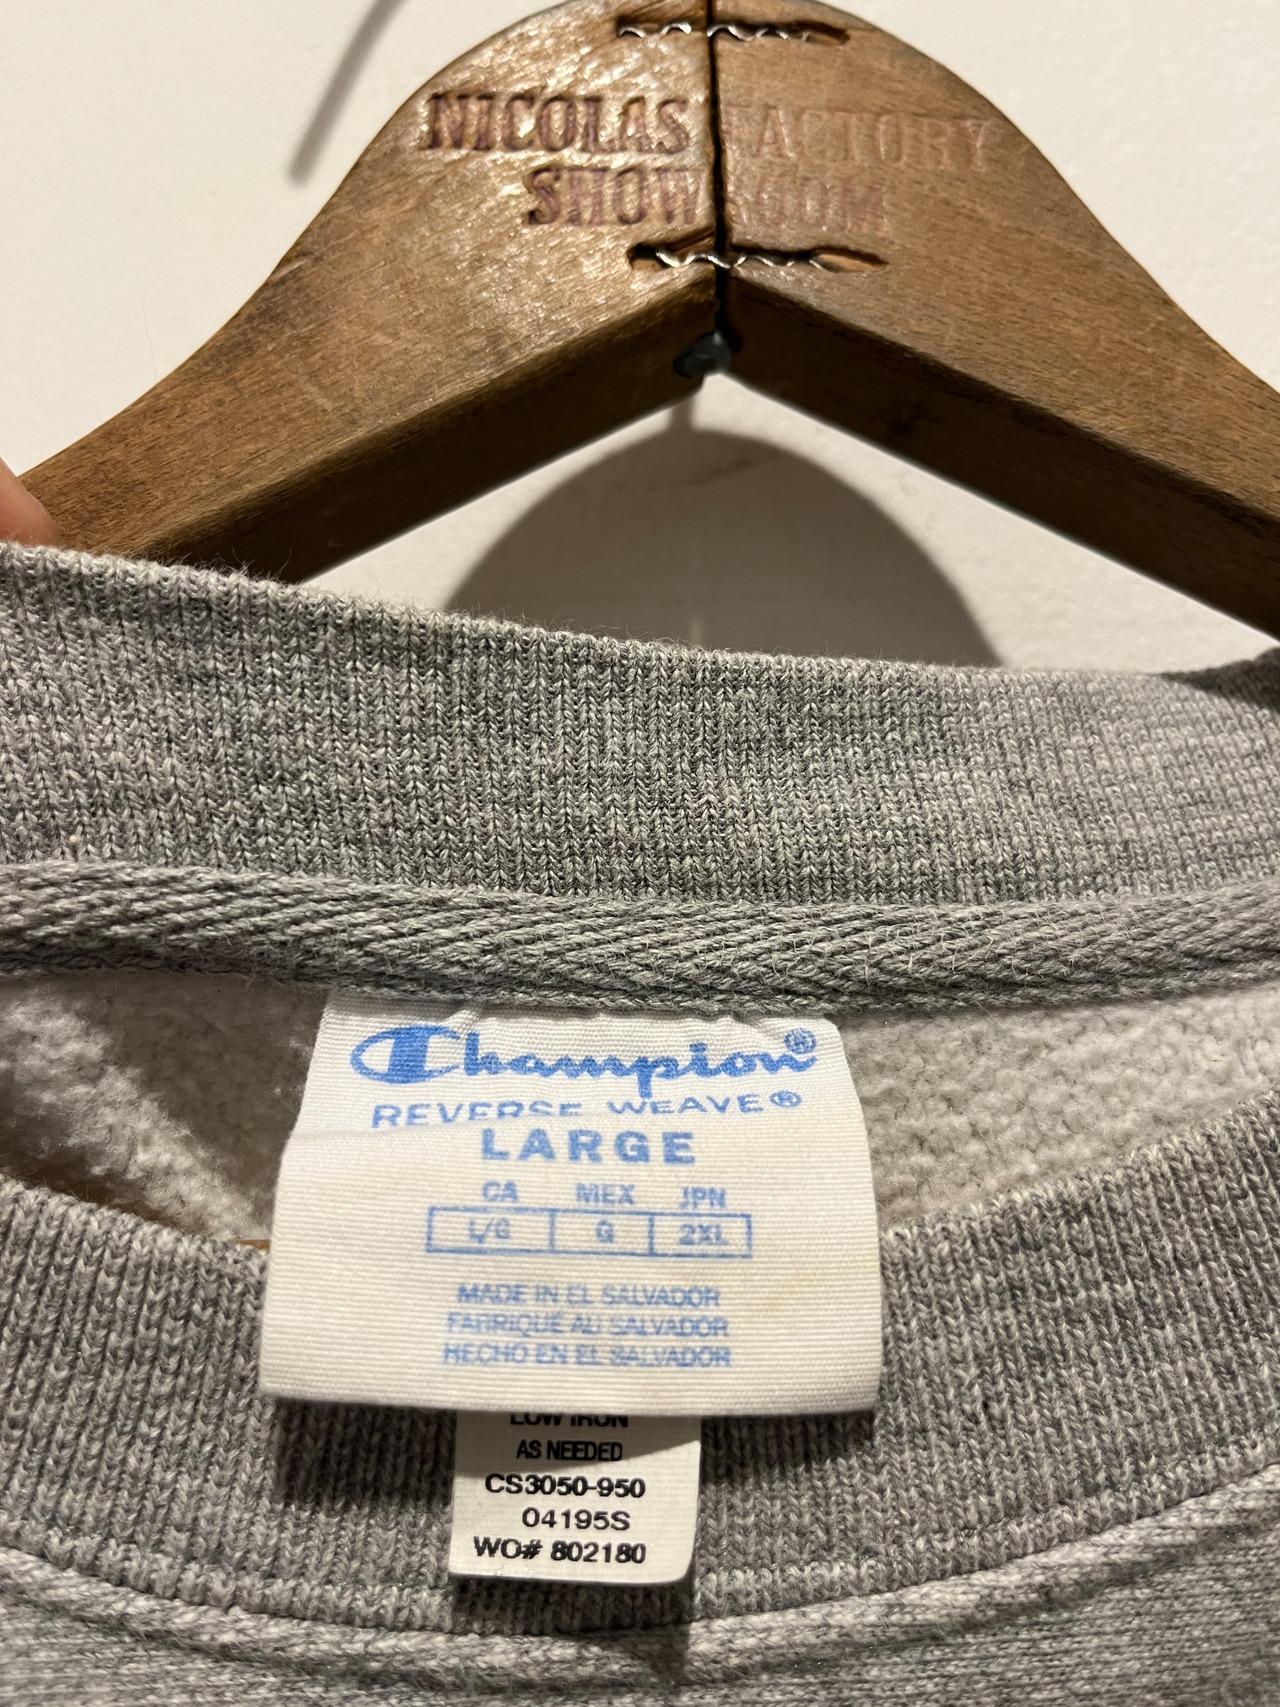 NICOLAS FACTORY
SHOWROOM
Champion®
REVERSE WEAVE®
LARGE
CA MEX JPN
L/G G 2XL
MADE IN EL SALVADOR
FABRIQUÉ AU SALVADOR
HECHO EN EL SALVADOR
LOW IRON
AS NEEDED
CS3050-950
04195S
WO# 802180